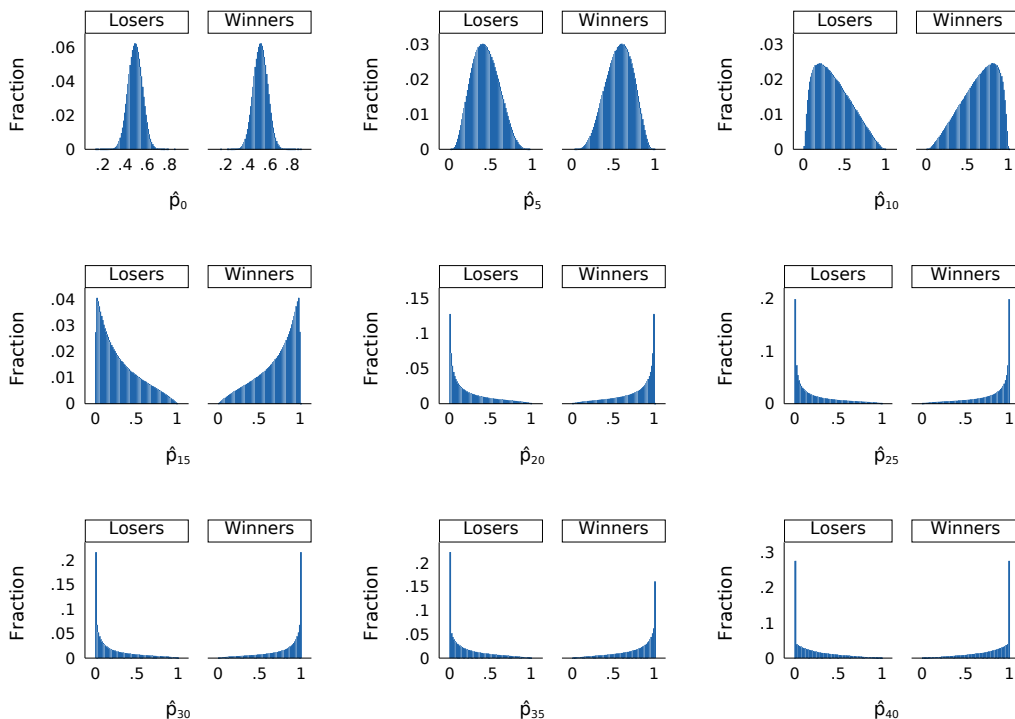 Losers Winners
.06
.04
.02
0
.2 .4 .6 .8 .2 .4 .6 .8
Fraction
p̂0
Losers Winners
.03
.02
.01
0
0 .5 1 0 .5 1
Fraction
p̂5
Losers Winners
.03
.02
.01
0
0 .5 1 0 .5 1
Fraction
p̂10
Losers Winners
.04
.03
.02
.01
0
0 .5 1 0 .5 1
Fraction
p̂15
Losers Winners
.15
.1
.05
0
0 .5 1 0 .5 1
Fraction
p̂20
Losers Winners
.2
.1
0
0 .5 1 0 .5 1
Fraction
p̂25
Losers Winners
.2
.15
.1
.05
0
0 .5 1 0 .5 1
Fraction
p̂30
Losers Winners
.2
.15
.1
.05
0
0 .5 1 0 .5 1
Fraction
p̂35
Losers Winners
.3
.2
.1
0
0 .5 1 0 .5 1
Fraction
p̂40